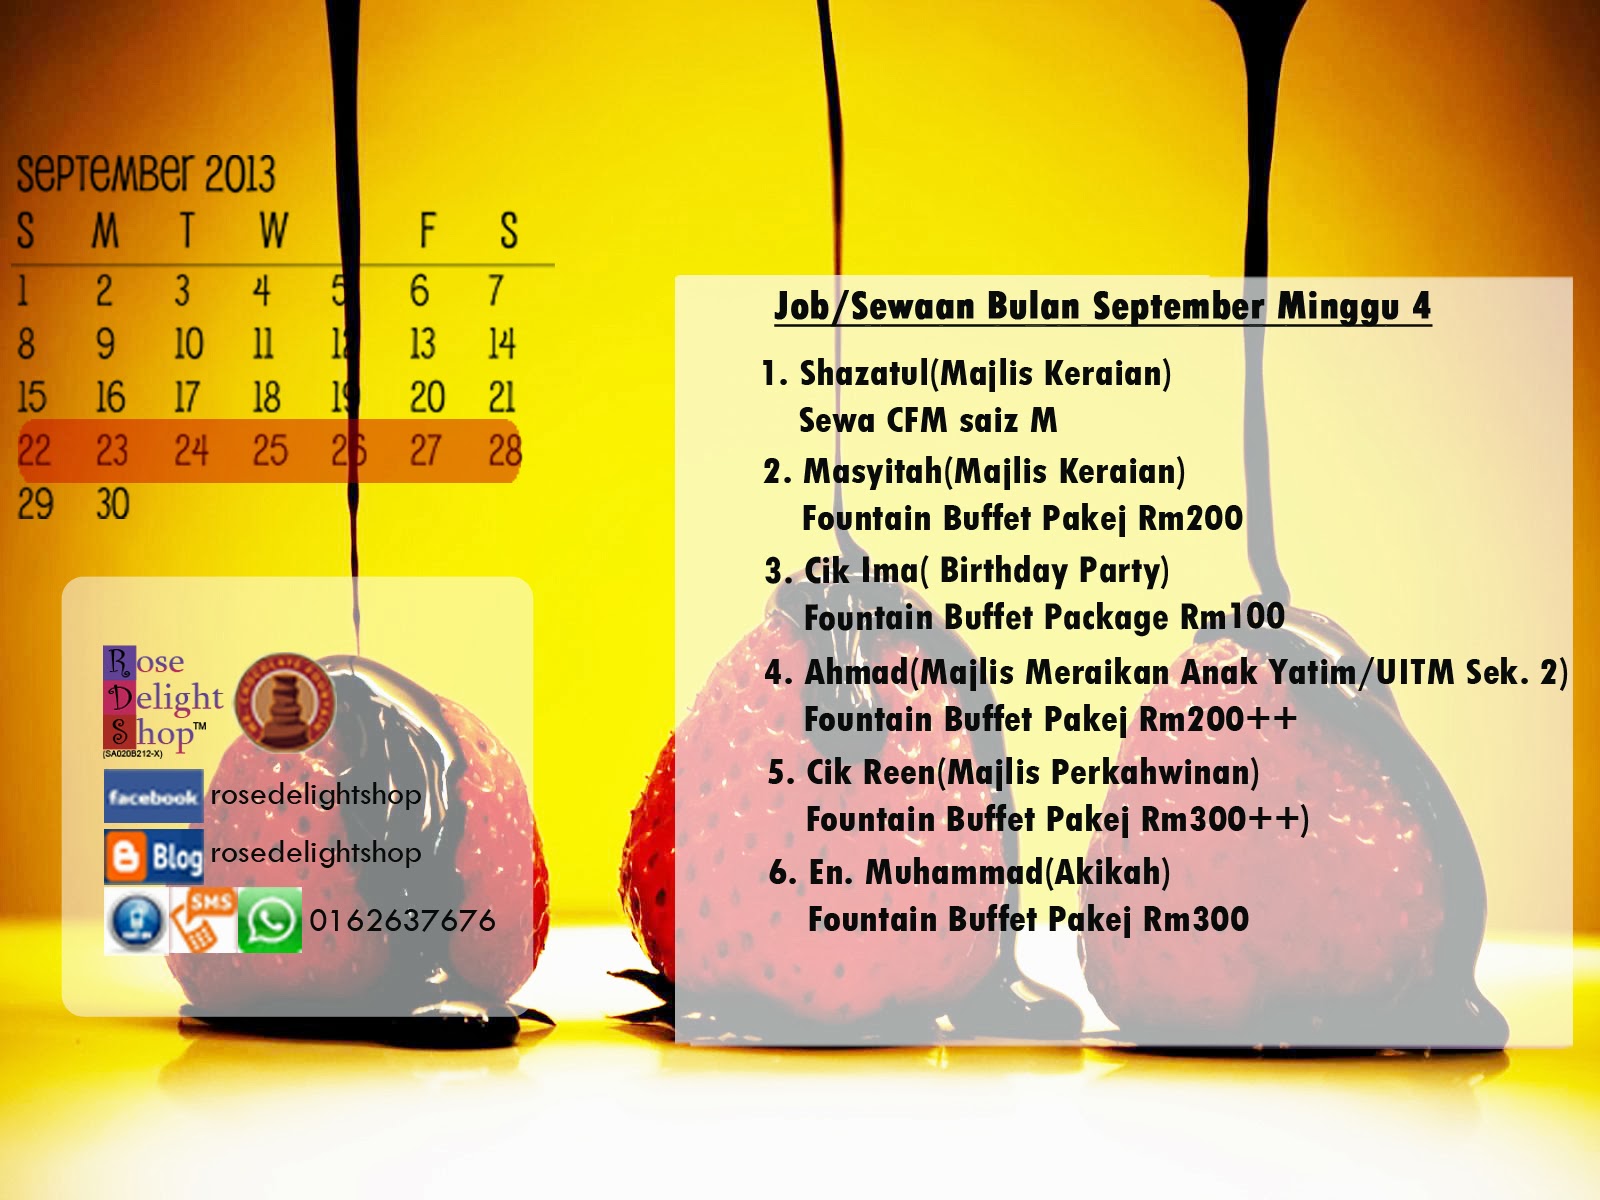 September 2013
S M T W F S
1 2 3 4 5 6 7
8 9 10 11 12 13 14
15 16 17 18 19 20 21
22 23 24 25 26 27 28
29 30
Rose
Delight
Shop™
(SA0208212-X)
facebook rosedelightshop
Blog rosedelightshop
SMS 0162637676
Job/Sewaan Bulan September Minggu 4
1. Shazatul(Majlis Keraian)
Sewa CFM saiz M
2. Masyitah(Majlis Keraian)
Fountain Buffet Pakej Rm200
3. Cik Ima( Birthday Party)
Fountain Buffet Package Rm100
4. Ahmad(Majlis Meraikan Anak Yatim/UITM Sek. 2)
Fountain Buffet Pakej Rm200++
5. Cik Reen(Majlis Perkahwinan)
Fountain Buffet Pakej Rm300++)
6. En. Muhammad(Akikah)
Fountain Buffet Pakej Rm300